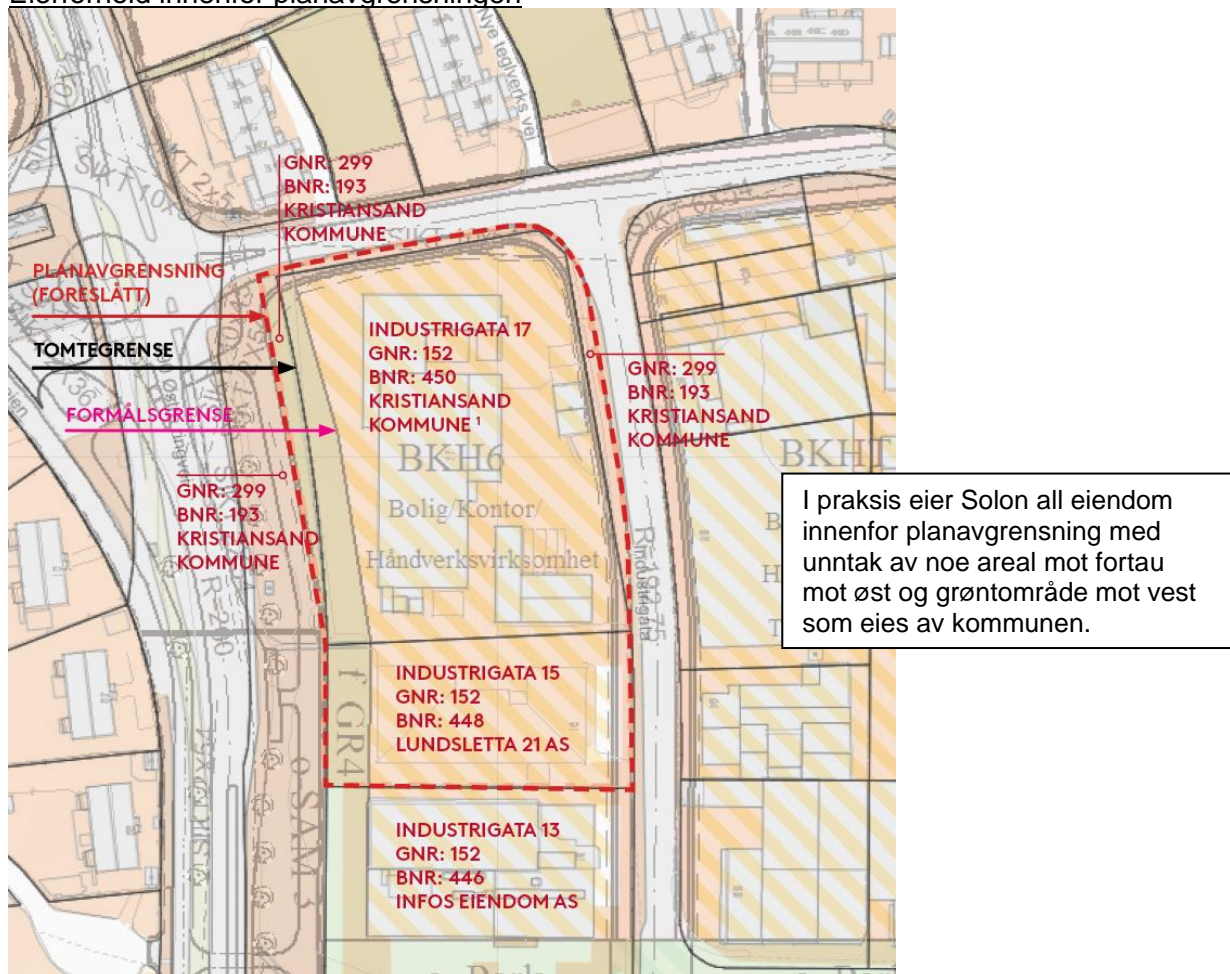 Eierforhold innenfor planavgrensningen
Nye teglverks vei
GNR: 299
BNR: 193
KRISTIANSAND
KOMMUNE
PLANAVGRENSNING
(FORESLÅTT)
TOMTEGRENSE
FORMÅLSGRENSE
INDUSTRIGATA 17
GNR: 152
BNR: 450
KRISTIANSAND
KOMMUNE ¹
GNR: 299
BNR: 193
KRISTIANSAND
KOMMUNE
BKH6
Bolig/Kontor/
Håndverksvirksomhet
BKHT
GNR: 299
BNR: 193
KRISTIANSAND
KOMMUNE
Industrigata
I praksis eier Solon all eiendom
innenfor planavgrensning med
unntak av noe areal mot fortau
mot øst og grøntområde mot vest
som eies av kommunen.
INDUSTRIGATA 15
GNR: 152
BNR: 448
LUNDSLETTA 21 AS
f GR4
o SAM 3
INDUSTRIGATA 13
GNR: 152
BNR: 446
INFOS EIENDOM AS